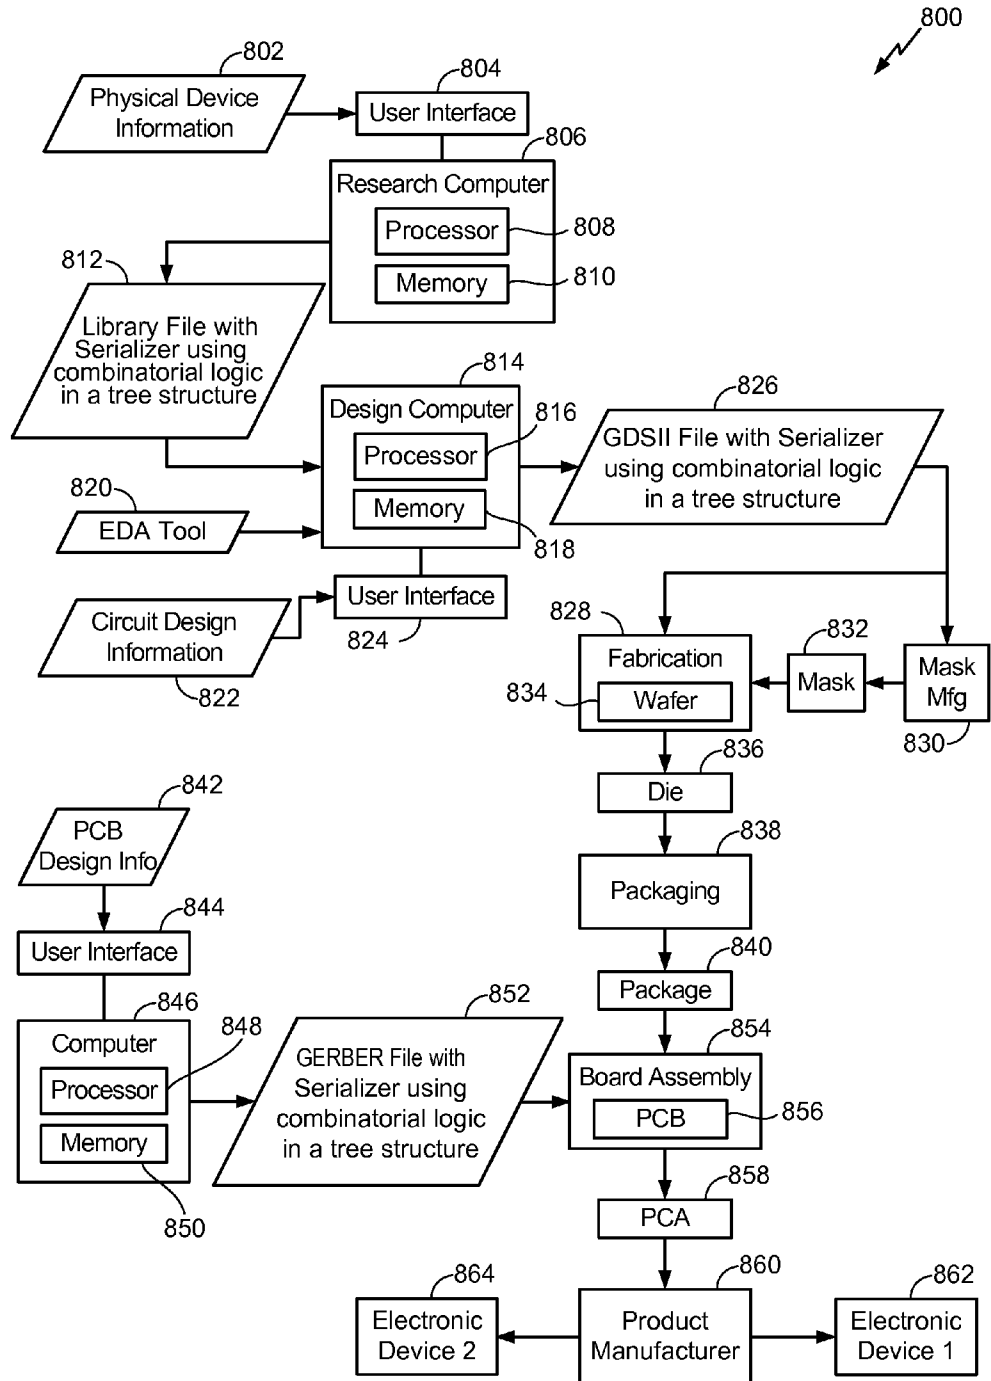 800
802
Physical Device
Information
804
User Interface
806
Research Computer
Processor
808
Memory
810
812
Library File with
Serializer using
combinatorial logic
in a tree structure
814
Design Computer
816
Processor
Memory
818
820
EDA Tool
User Interface
824
Circuit Design
Information
822
826
GDSII File with Serializer
using combinatorial logic
in a tree structure
828
Fabrication
834
Wafer
832
Mask
Mask
Mfg
830
836
Die
838
Packaging
840
Package
842
PCB
Design Info
844
User Interface
846
Computer
848
Processor
Memory
850
852
GERBER File with
Serializer using
combinatorial logic
in a tree structure
854
Board Assembly
PCB
856
858
PCA
860
Product
Manufacturer
864
Electronic
Device 2
862
Electronic
Device 1